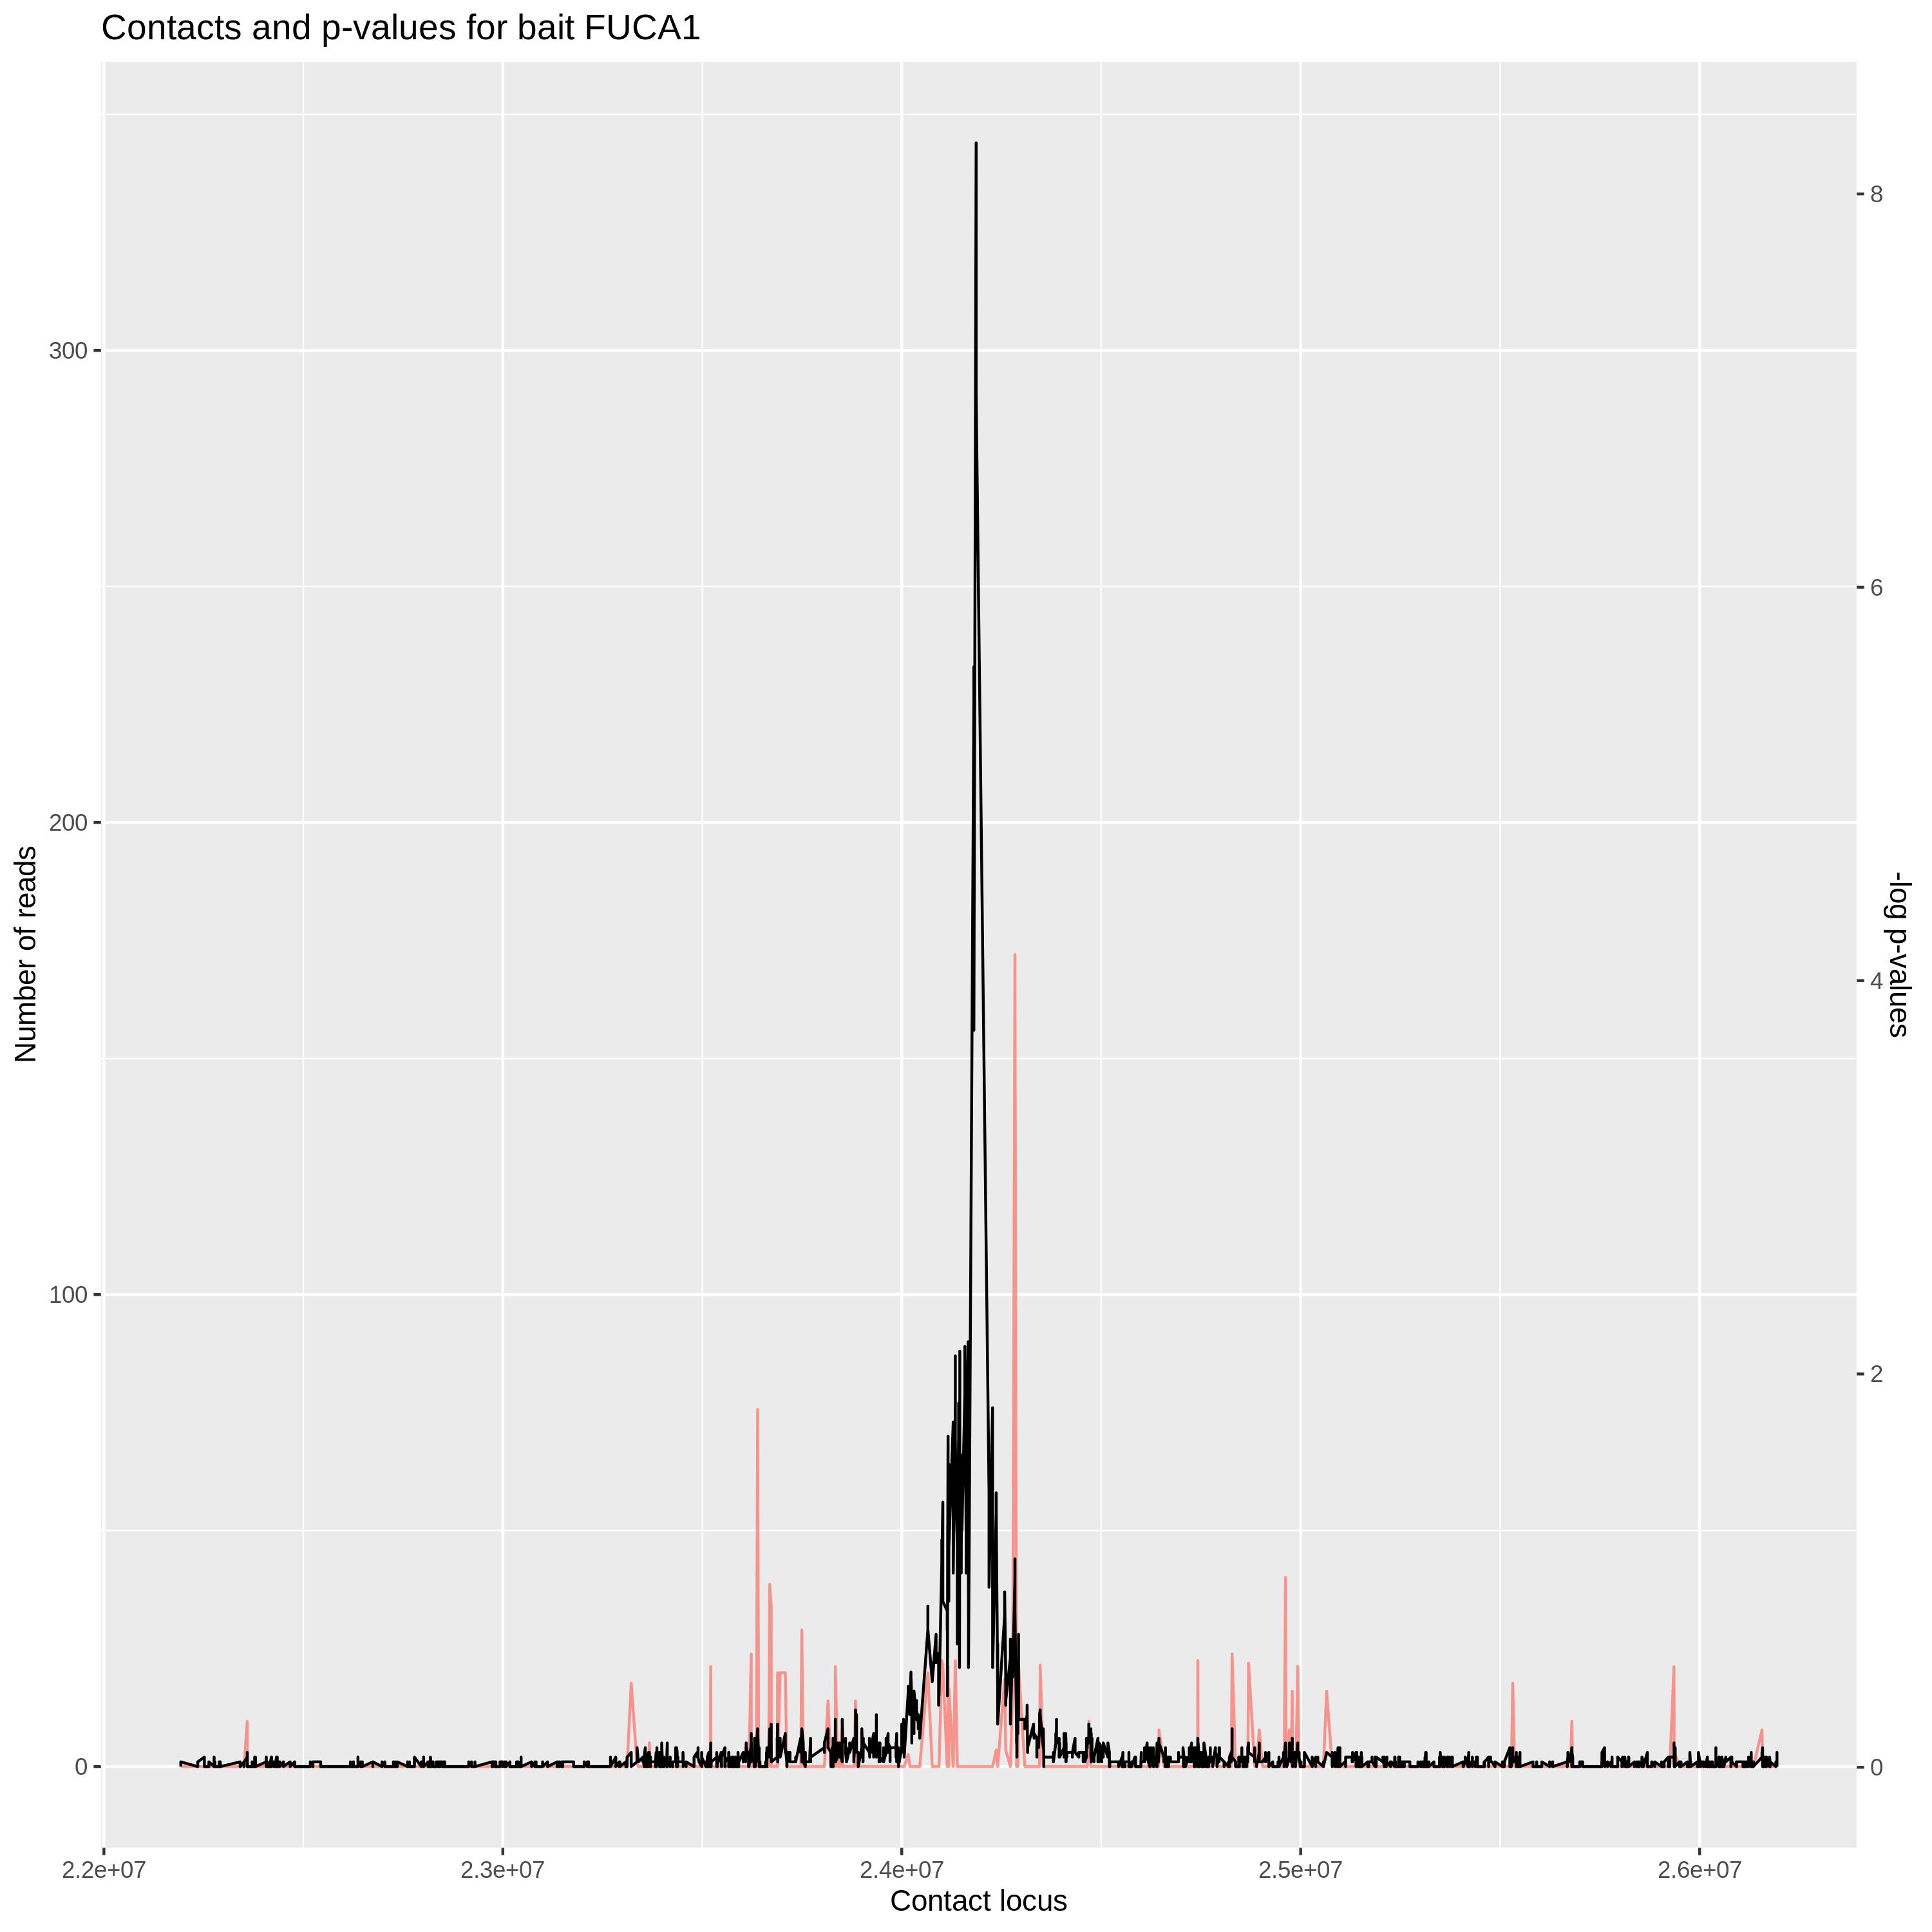 Contacts and p-values for bait FUCA1
300
200
100
0
8
6
4
2
0
Number of reads
-log p-values
2.2e+07
2.3e+07
2.4e+07
2.5e+07
2.6e+07
Contact locus